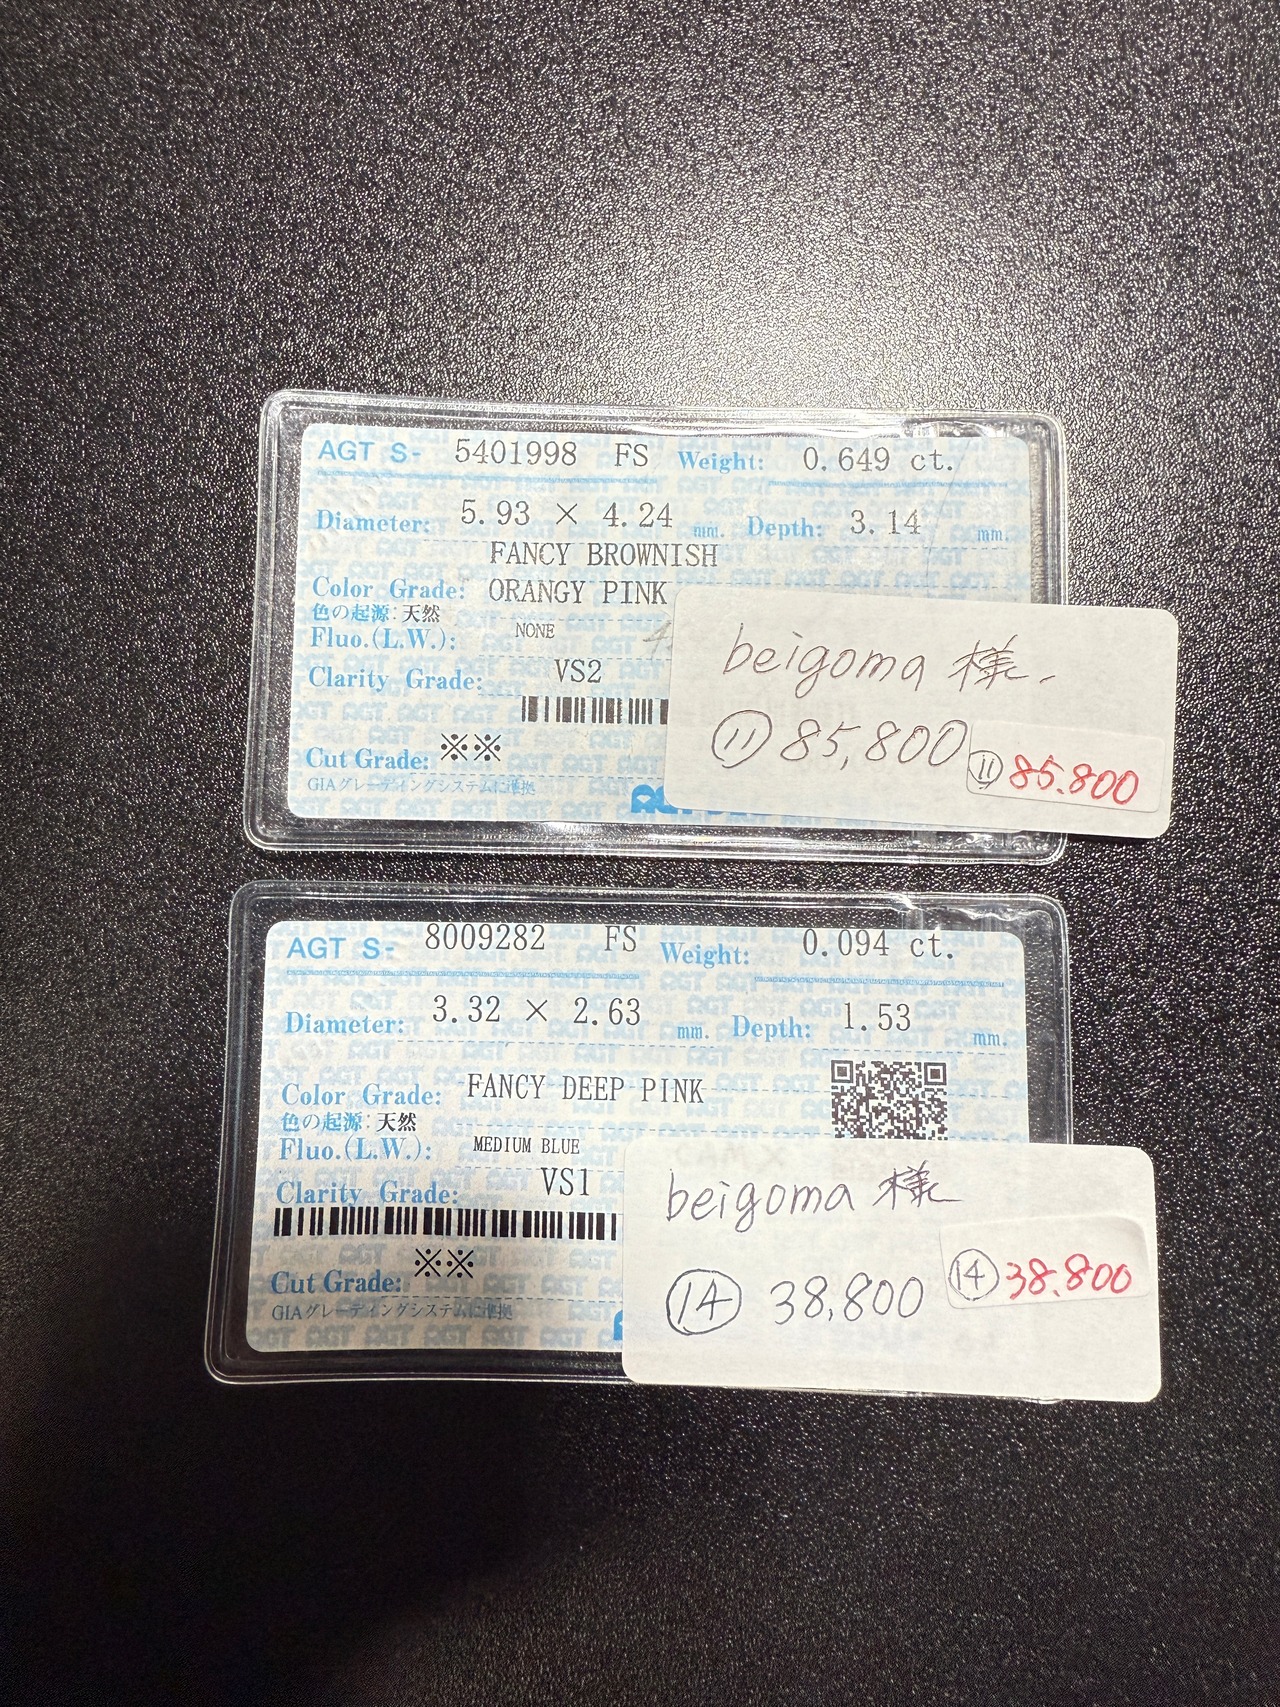 AGT S- 5401998 FS Weight: 0.649 ct.
Diameter: 5.93 × 4.24 mm. Depth: 3.14 mm.
FANCY BROWNISH
Color Grade: ORANGY PINK
色の起源:天然
Fluo.(L.W.): NONE
Clarity Grade: VS2
Cut Grade: ※※
GIAグレーディングシステムに準拠
beigoma 様
⑪ 85,800
⑪ 85.800
AGT S- 8009282 FS Weight: 0.094 ct.
Diameter: 3.32 × 2.63 mm. Depth: 1.53 mm.
Color Grade: FANCY DEEP PINK
色の起源:天然
Fluo.(L.W.): MEDIUM BLUE
Clarity Grade: VS1
Cut Grade: ※※
GIAグレーディングシステムに準拠
beigoma 様
⑭ 38,800
⑭ 38.800